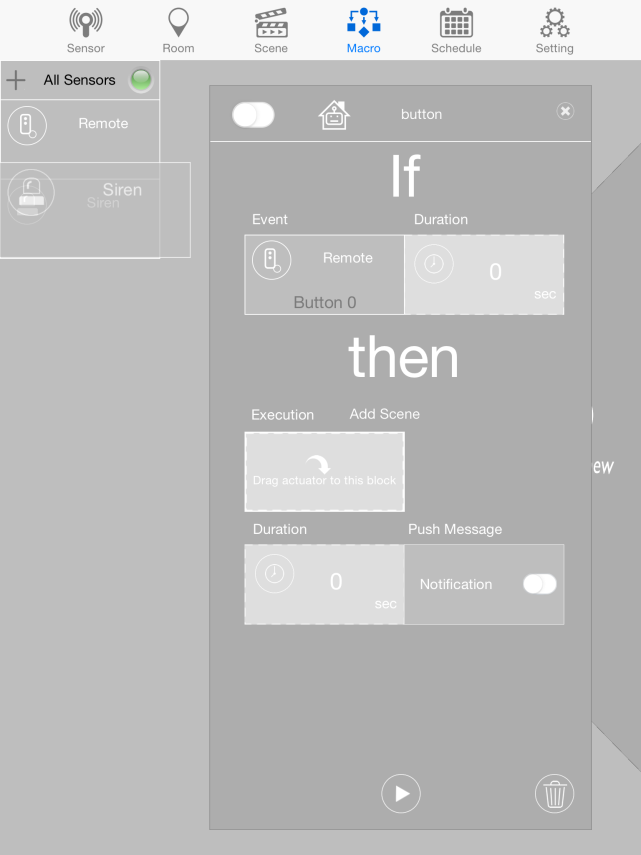 Sensor
Room
Scene
Macro
Schedule
Setting
All Sensors
Remote
Siren
Siren
button
If
Event
Duration
Remote
Button 0
0
sec
then
Execution
Add Scene
Drag actuator to this block
Duration
Push Message
0
sec
Notification
ew